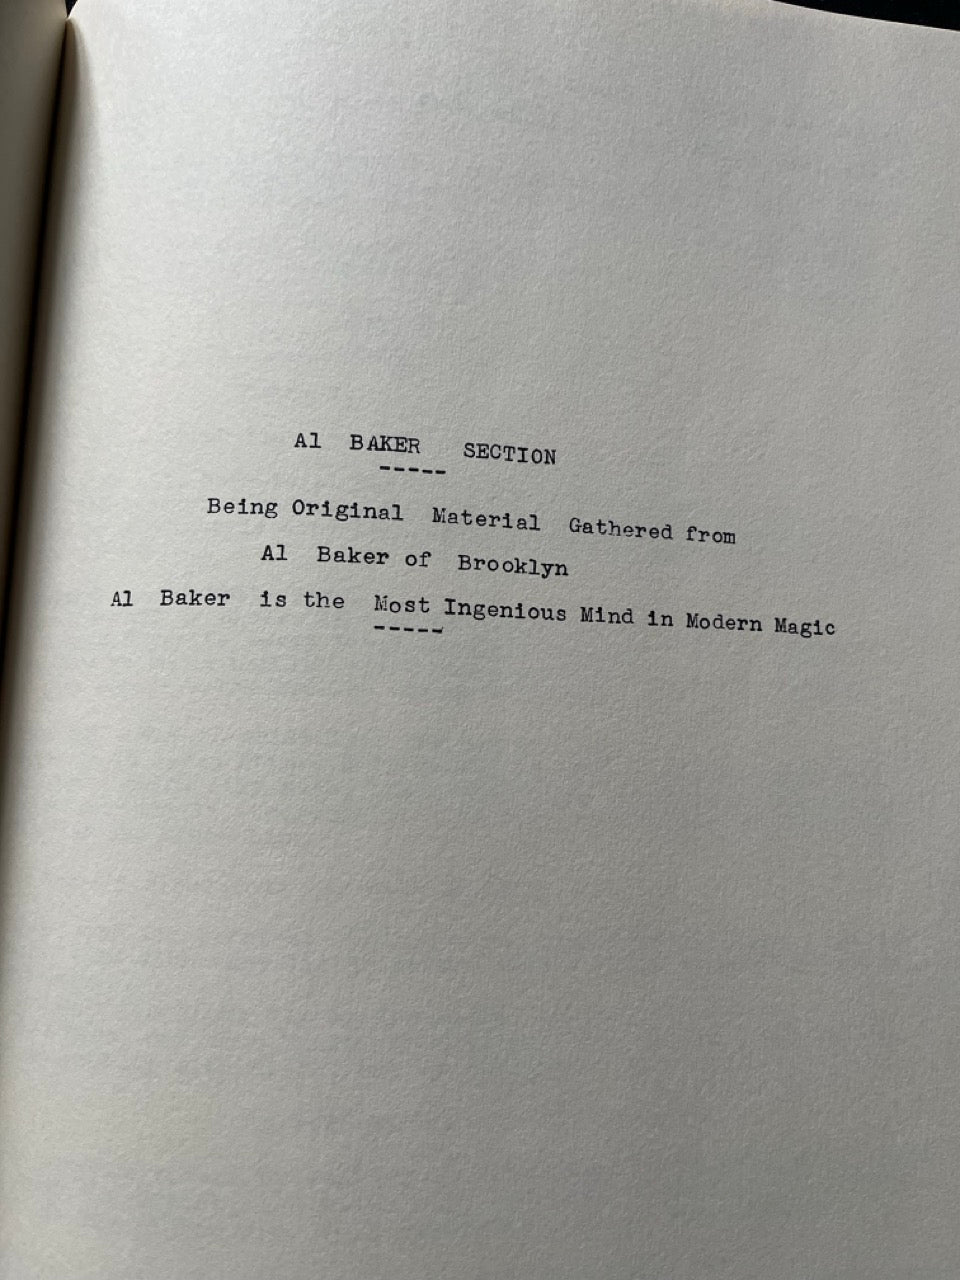 Al BAKER SECTION
-----
Being Original Material Gathered from
Al Baker of Brooklyn
Al Baker is the Most Ingenious Mind in Modern Magic
-----